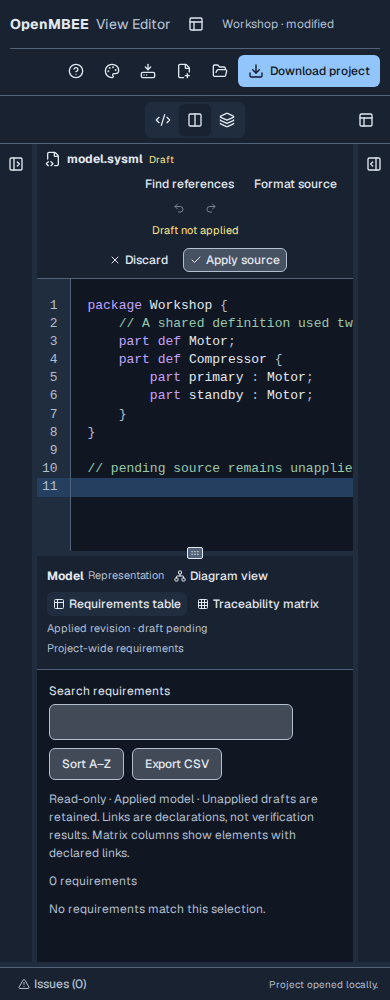 OpenMBEE View Editor Workshop · modified
Download project
model.sysml Draft
Find references Format source
Draft not applied
Discard Apply source
1 package Workshop {
2 // A shared definition used tw
3 part def Motor;
4 part def Compressor {
5 part primary : Motor;
6 part standby : Motor;
7 }
8 }
9
10 // pending source remains unapplie
11
Model Representation Diagram view
Requirements table Traceability matrix
Applied revision · draft pending
Project-wide requirements
Search requirements
Sort A–Z Export CSV
Read-only · Applied model · Unapplied drafts are
retained. Links are declarations, not verification
results. Matrix columns show elements with
declared links.
0 requirements
No requirements match this selection.
Issues (0) Project opened locally.